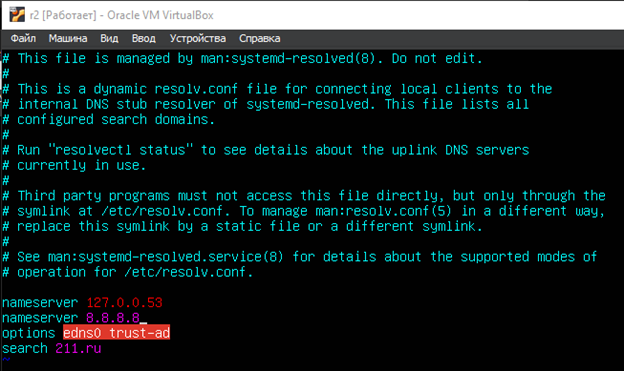 r2 [Работает] - Oracle VM VirtualBox
Файл Машина Вид Ввод Устройства Справка
# This file is managed by man:systemd-resolved(8). Do not edit.
#
# This is a dynamic resolv.conf file for connecting local clients to the
# internal DNS stub resolver of systemd-resolved. This file lists all
# configured search domains.
#
# Run "resolvectl status" to see details about the uplink DNS servers
# currently in use.
#
# Third party programs must not access this file directly, but only through the
# symlink at /etc/resolv.conf. To manage man:resolv.conf(5) in a different way,
# replace this symlink by a static file or a different symlink.
#
# See man:systemd-resolved.service(8) for details about the supported modes of
# operation for /etc/resolv.conf.
nameserver 127.0.0.53
nameserver 8.8.8.8
options edns0 trust-ad
search 211.ru
~